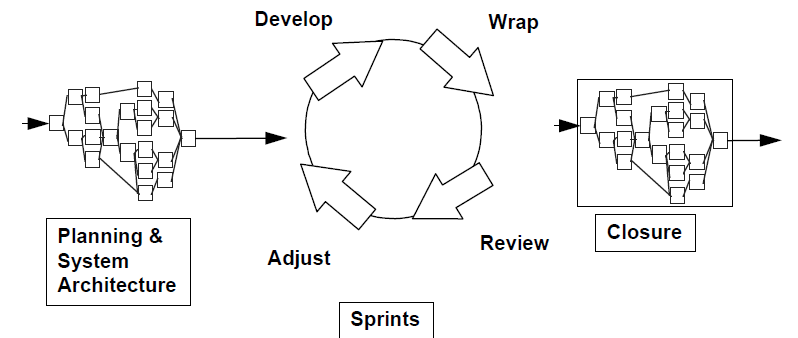 Develop
Wrap
Planning &
System
Architecture
Adjust
Review
Closure
Sprints